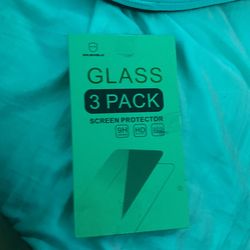 GLASS
3 PACK
SCREEN PROTECTOR
9H HD